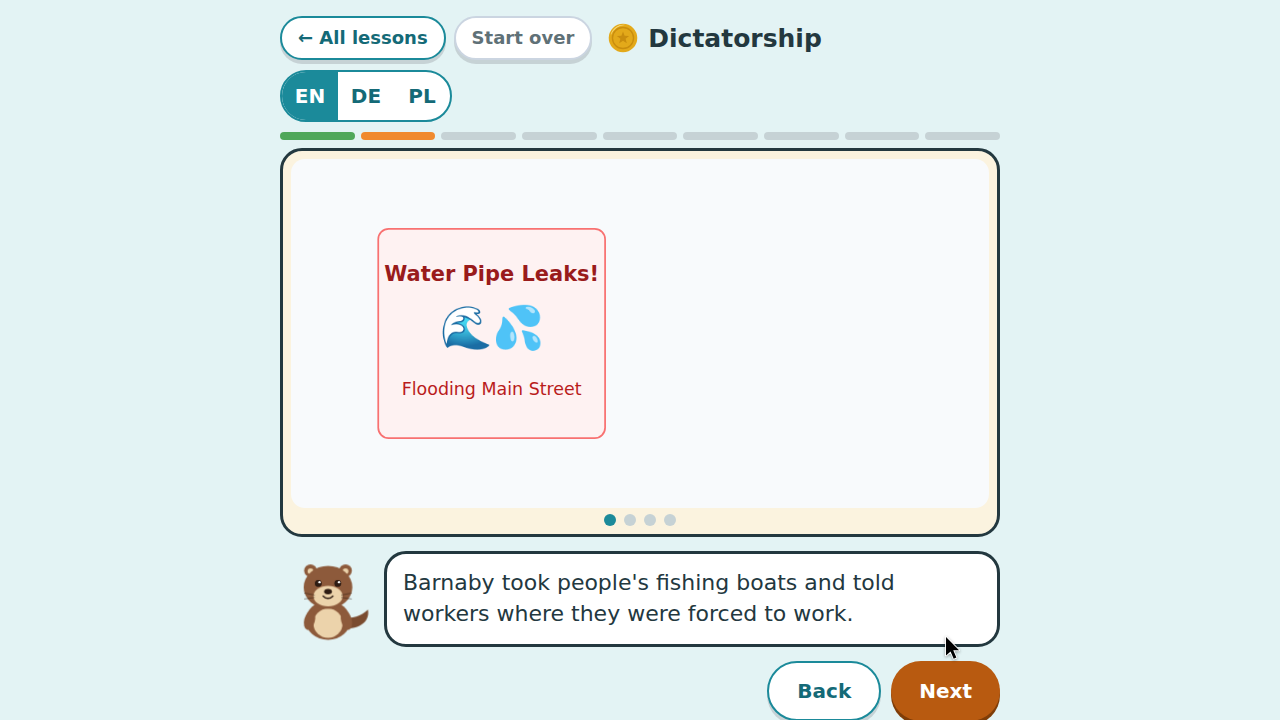 ← All lessons
Start over
Dictatorship
EN DE PL
Water Pipe Leaks!
Flooding Main Street
Barnaby took people's fishing boats and told
workers where they were forced to work.
Back
Next